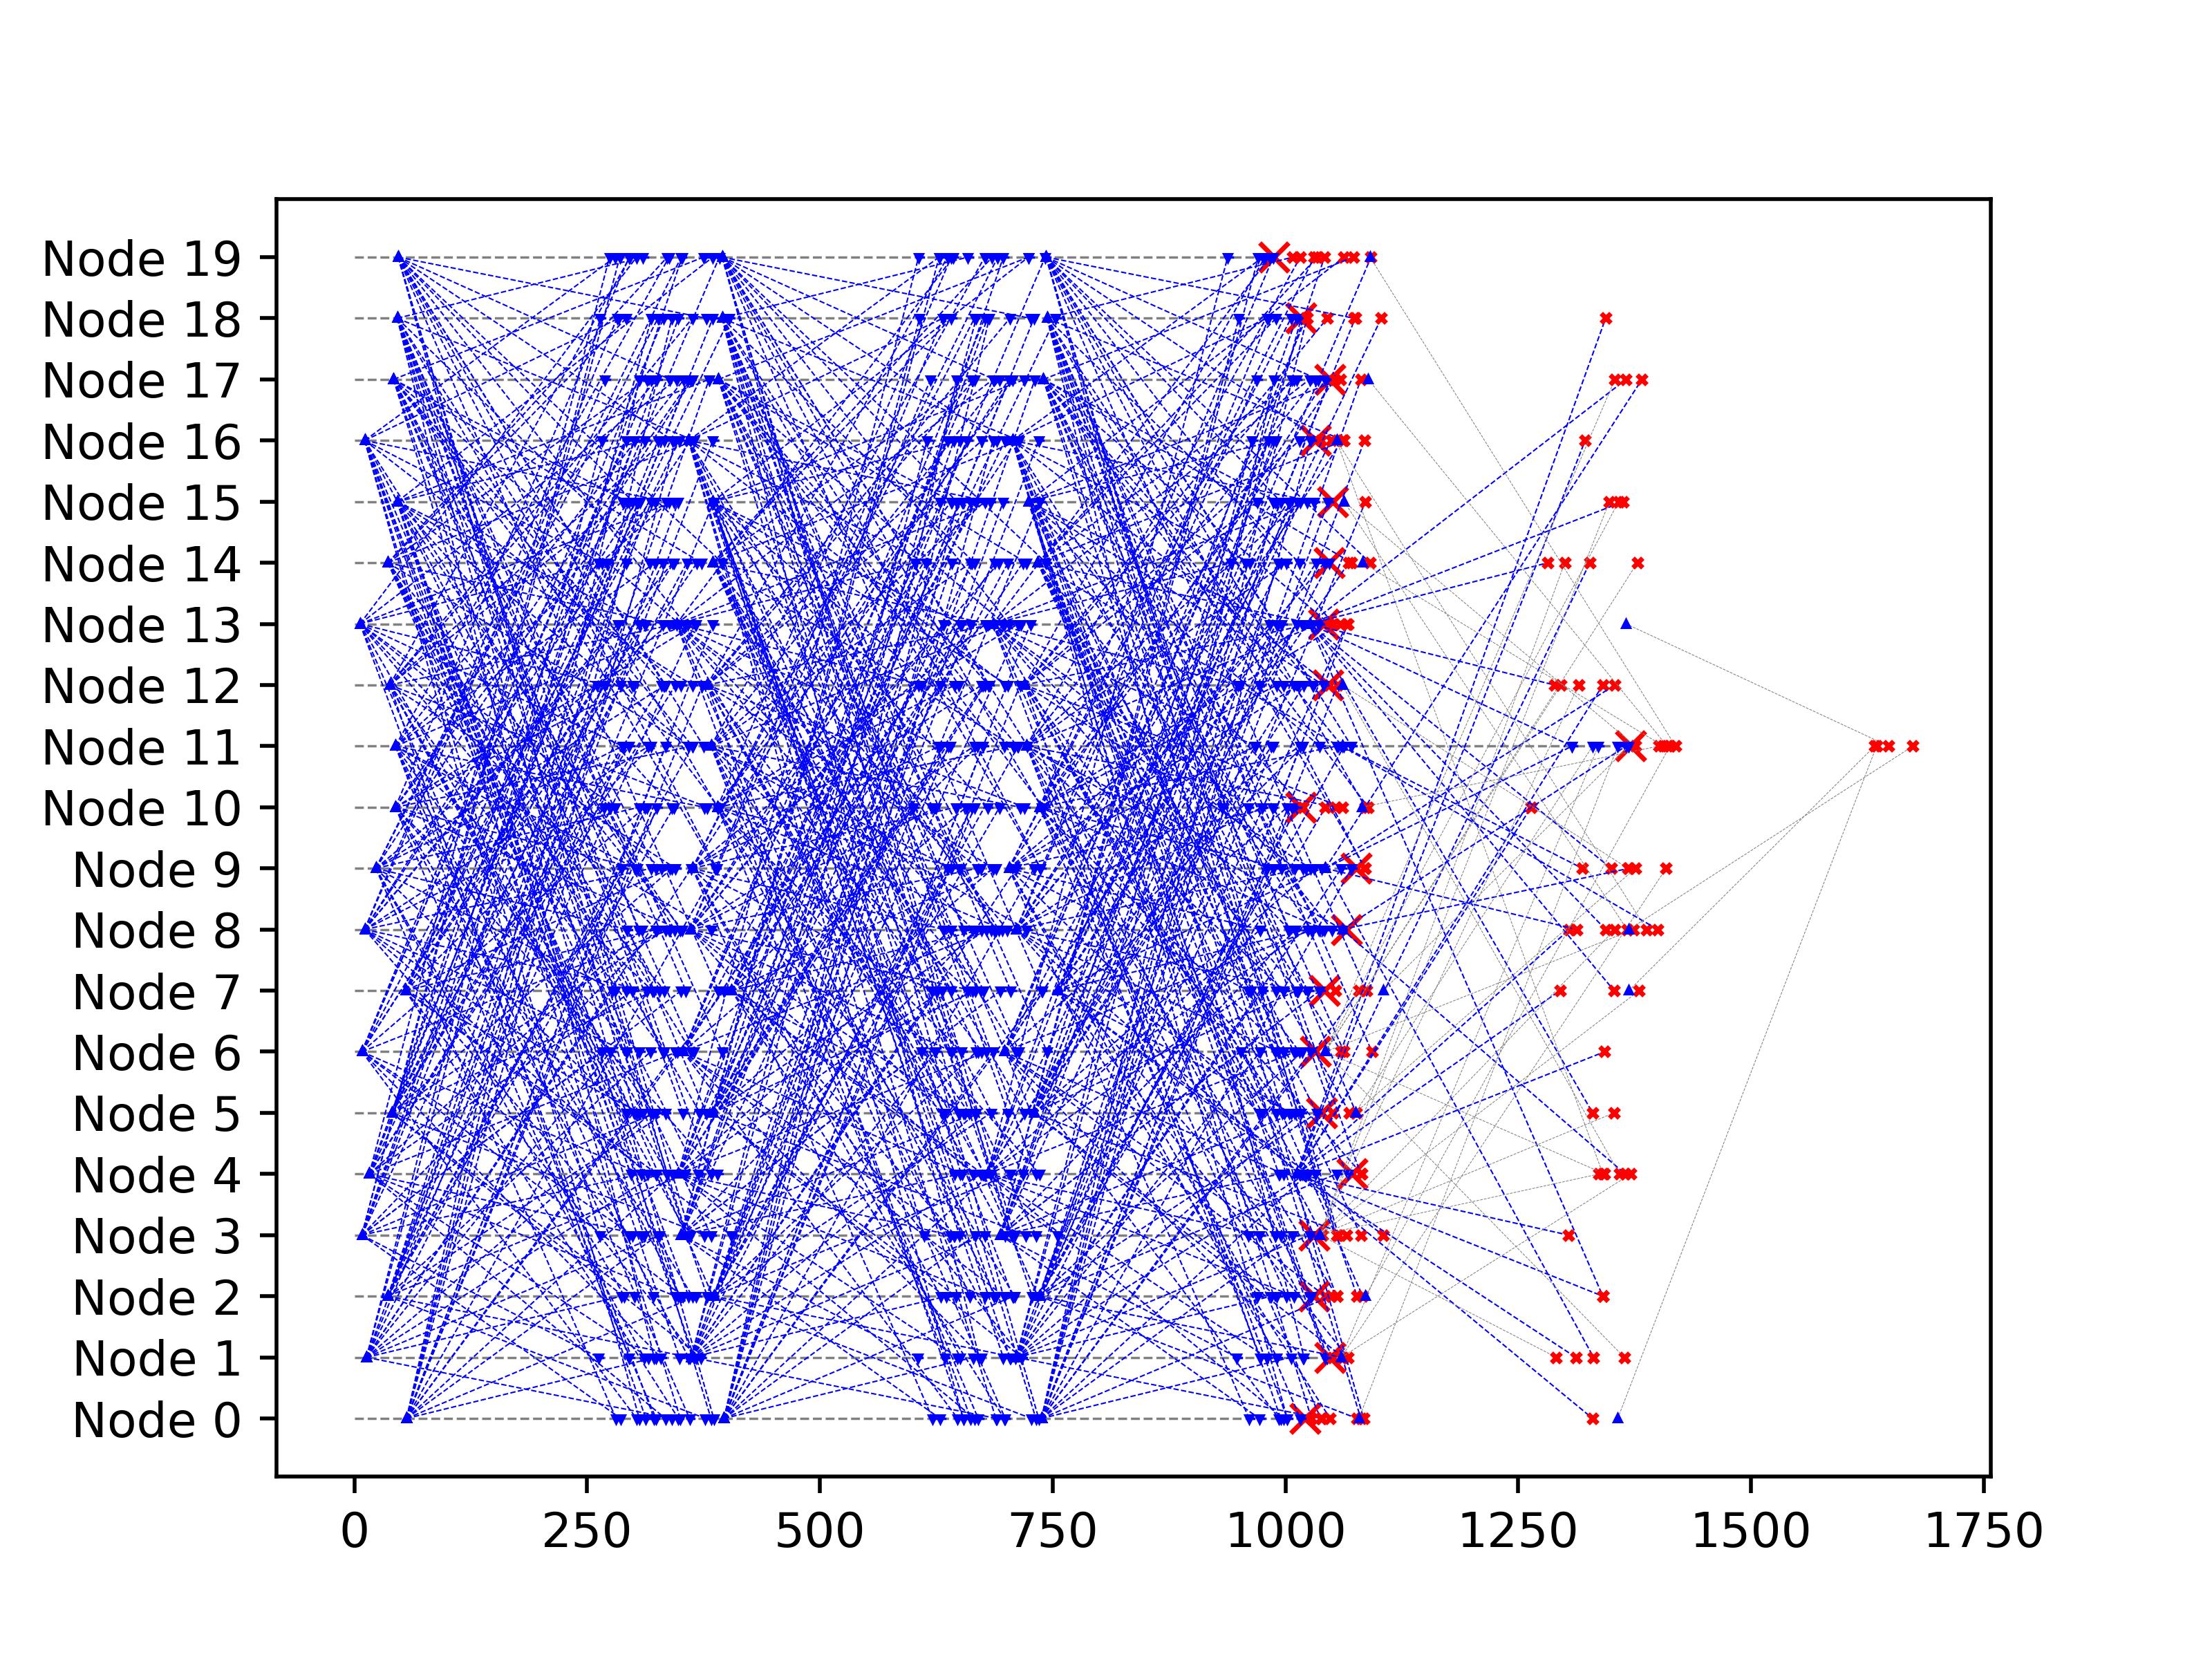 Node 19
Node 18
Node 17
Node 16
Node 15
Node 14
Node 13
Node 12
Node 11
Node 10
Node 9
Node 8
Node 7
Node 6
Node 5
Node 4
Node 3
Node 2
Node 1
Node 0
0 250 500 750 1000 1250 1500 1750